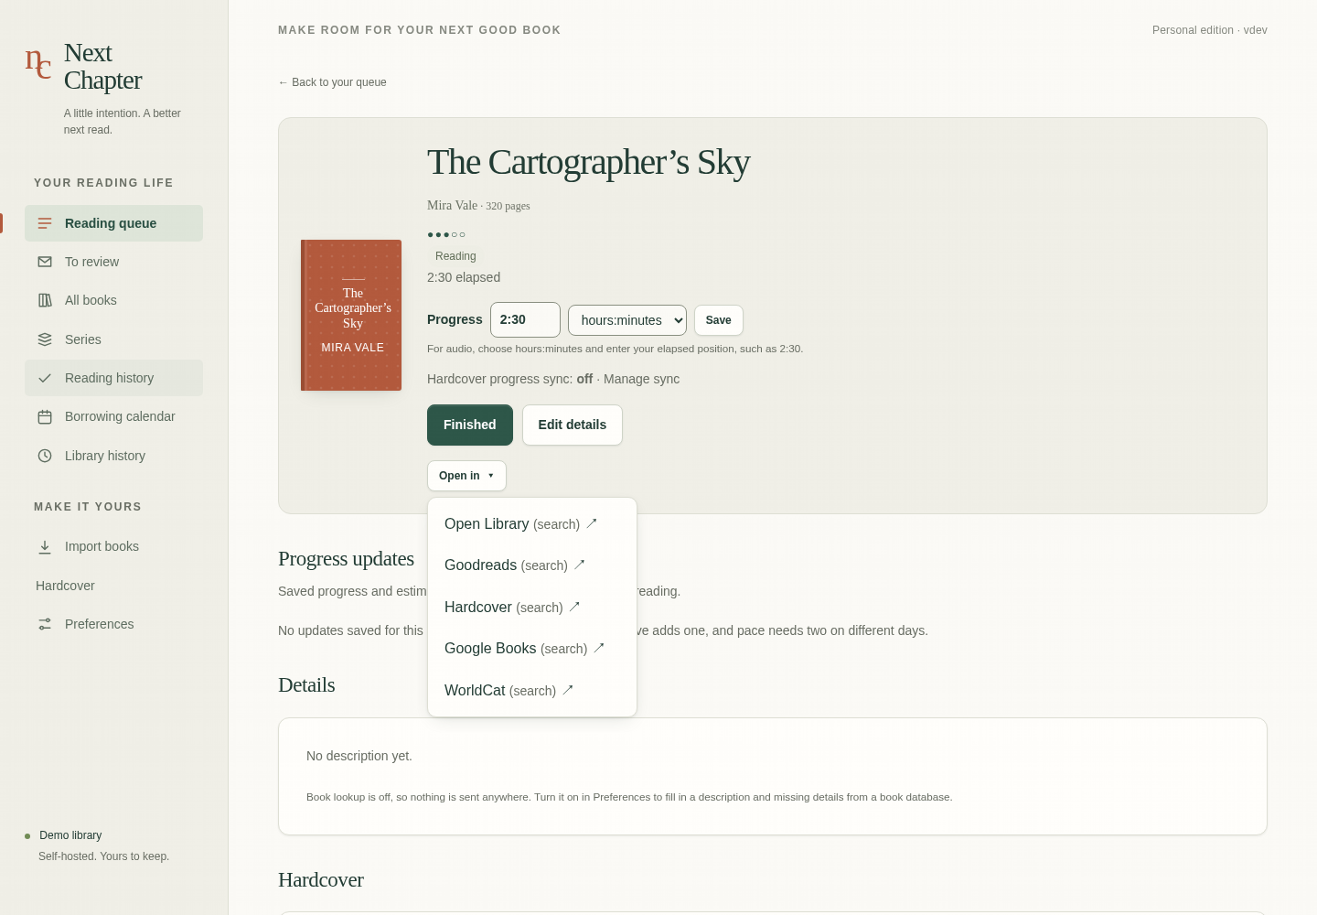 nc
Next
Chapter
A little intention. A better
next read.
YOUR READING LIFE
Reading queue
To review
All books
Series
Reading history
Borrowing calendar
Library history
MAKE IT YOURS
Import books
Hardcover
Preferences
Demo library
Self-hosted. Yours to keep.
MAKE ROOM FOR YOUR NEXT GOOD BOOK
Personal edition · vdev
← Back to your queue
The
Cartographer’s
Sky
MIRA VALE
The Cartographer’s Sky
Mira Vale · 320 pages
●●●○○
Reading
2:30 elapsed
Progress 2:30 hours:minutes Save
For audio, choose hours:minutes and enter your elapsed position, such as 2:30.
Hardcover progress sync: off · Manage sync
Finished Edit details
Open in ▾
Open Library (search) ↗
Goodreads (search) ↗
Hardcover (search) ↗
Google Books (search) ↗
WorldCat (search) ↗
Progress updates
Saved progress and reading.
No updates saved for this adds one, and pace needs two on different days.
Details
No description yet.
Book lookup is off, so nothing is sent anywhere. Turn it on in Preferences to fill in a description and missing details from a book database.
Hardcover